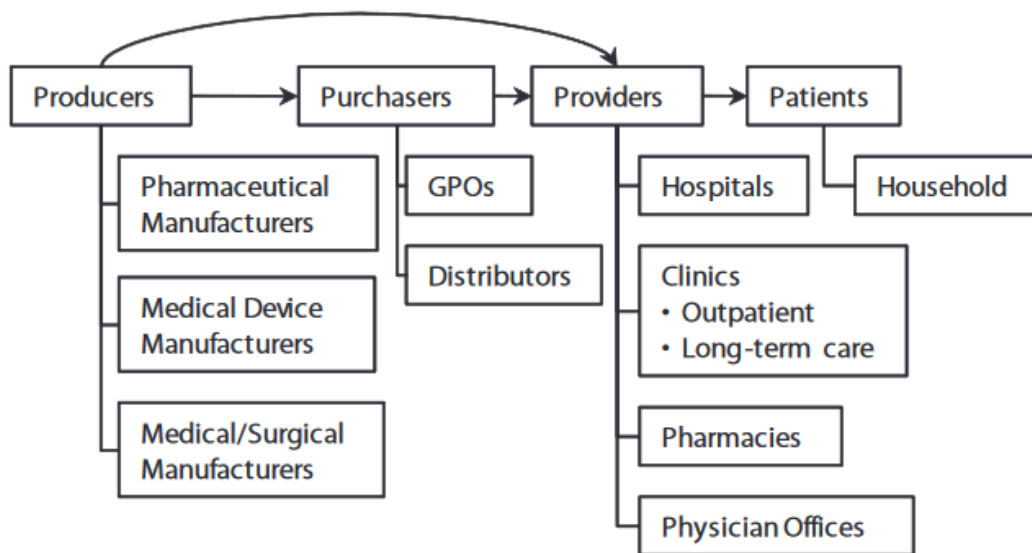 Producers
Purchasers
Providers
Patients
Pharmaceutical
Manufacturers
Medical Device
Manufacturers
Medical/Surgical
Manufacturers
GPOs
Distributors
Hospitals
Clinics
• Outpatient
• Long-term care
Pharmacies
Physician Offices
Household